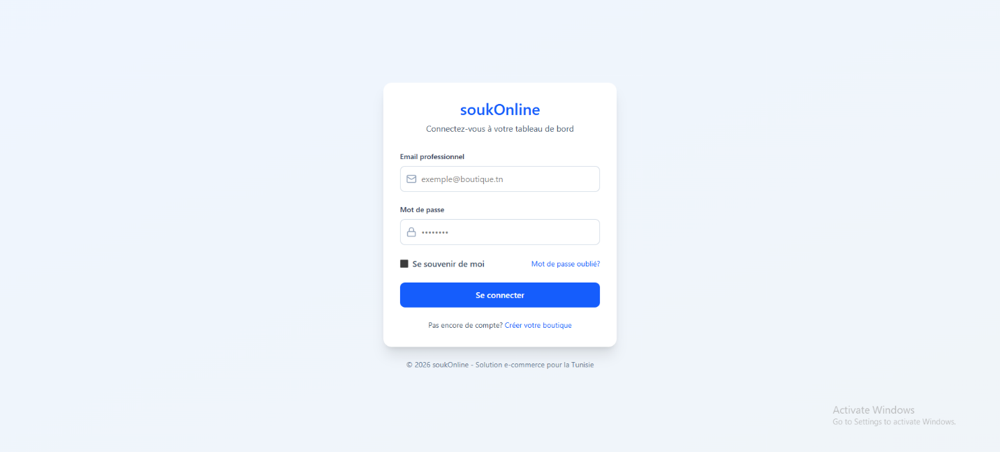 soukOnline
Connectez-vous à votre tableau de bord
Email professionnel
exemple@boutique.tn
Mot de passe
••••••••
Se souvenir de moi
Mot de passe oublié?
Se connecter
Pas encore de compte? Créer votre boutique
© 2026 soukOnline - Solution e-commerce pour la Tunisie
Activate Windows
Go to Settings to activate Windows.